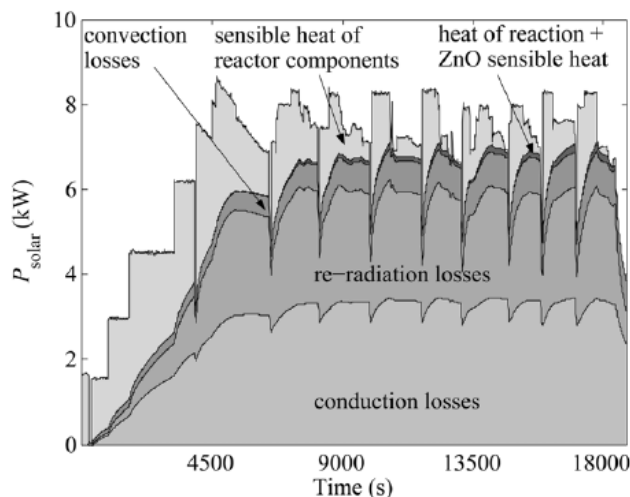 10
8
6
4
2
0
P solar (kW)
convection
losses
sensible heat of
reactor components
heat of reaction +
ZnO sensible heat
re−radiation losses
conduction losses
4500 9000 13500 18000
Time (s)